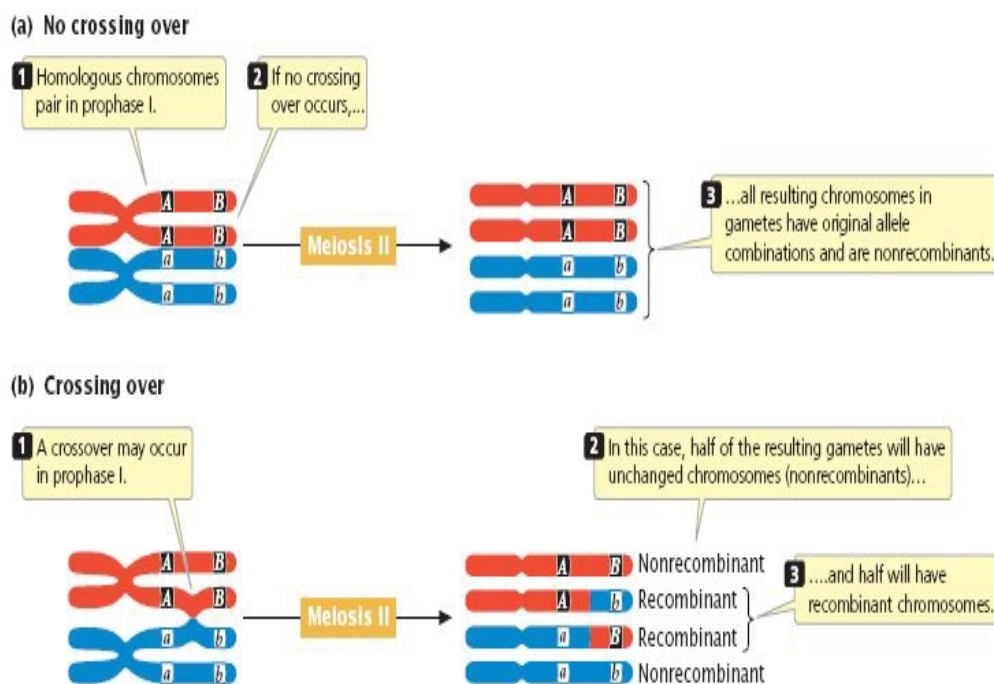 (a) No crossing over
1 Homologous chromosomes
pair in prophase I.
2 If no crossing
over occurs,...
A B
A B
a b
a b
Meiosis II
A B
A B
a b
a b
3 ...all resulting chromosomes in
gametes have original allele
combinations and are nonrecombinants.
(b) Crossing over
1 A crossover may occur
in prophase I.
2 In this case, half of the resulting gametes will have
unchanged chromosomes (nonrecombinants)...
A B
A B
a b
a b
Meiosis II
A B Nonrecombinant
A b Recombinant
a B Recombinant
a b Nonrecombinant
3 ....and half will have
recombinant chromosomes.